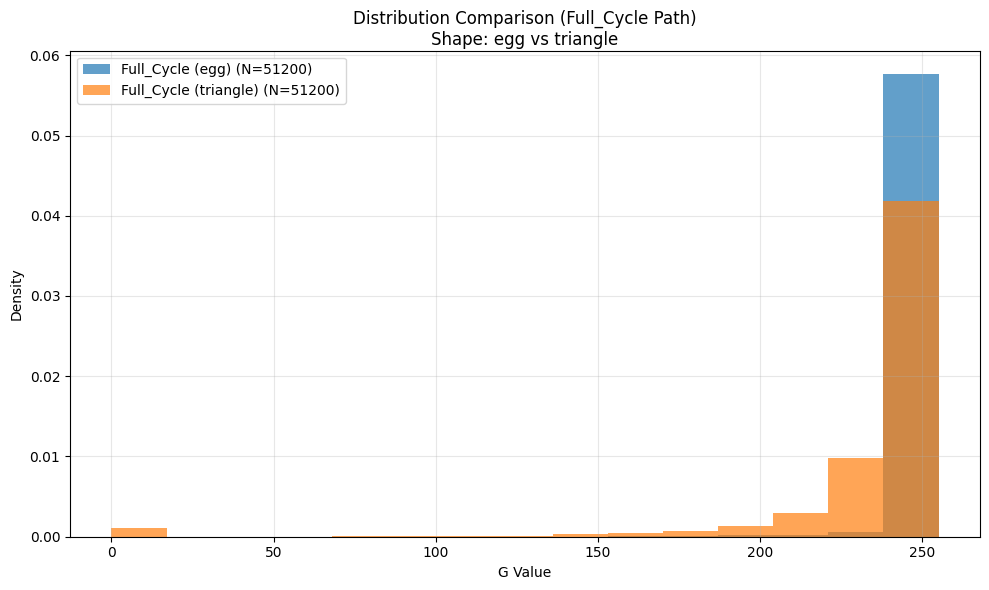 Distribution Comparison (Full_Cycle Path)
Shape: egg vs triangle
0.06
Full_Cycle (egg) (N=51200)
Full_Cycle (triangle) (N=51200)
0.05
0.04
0.03
0.02
0.01
0.00
Density
0 50 100 150 200 250
G Value